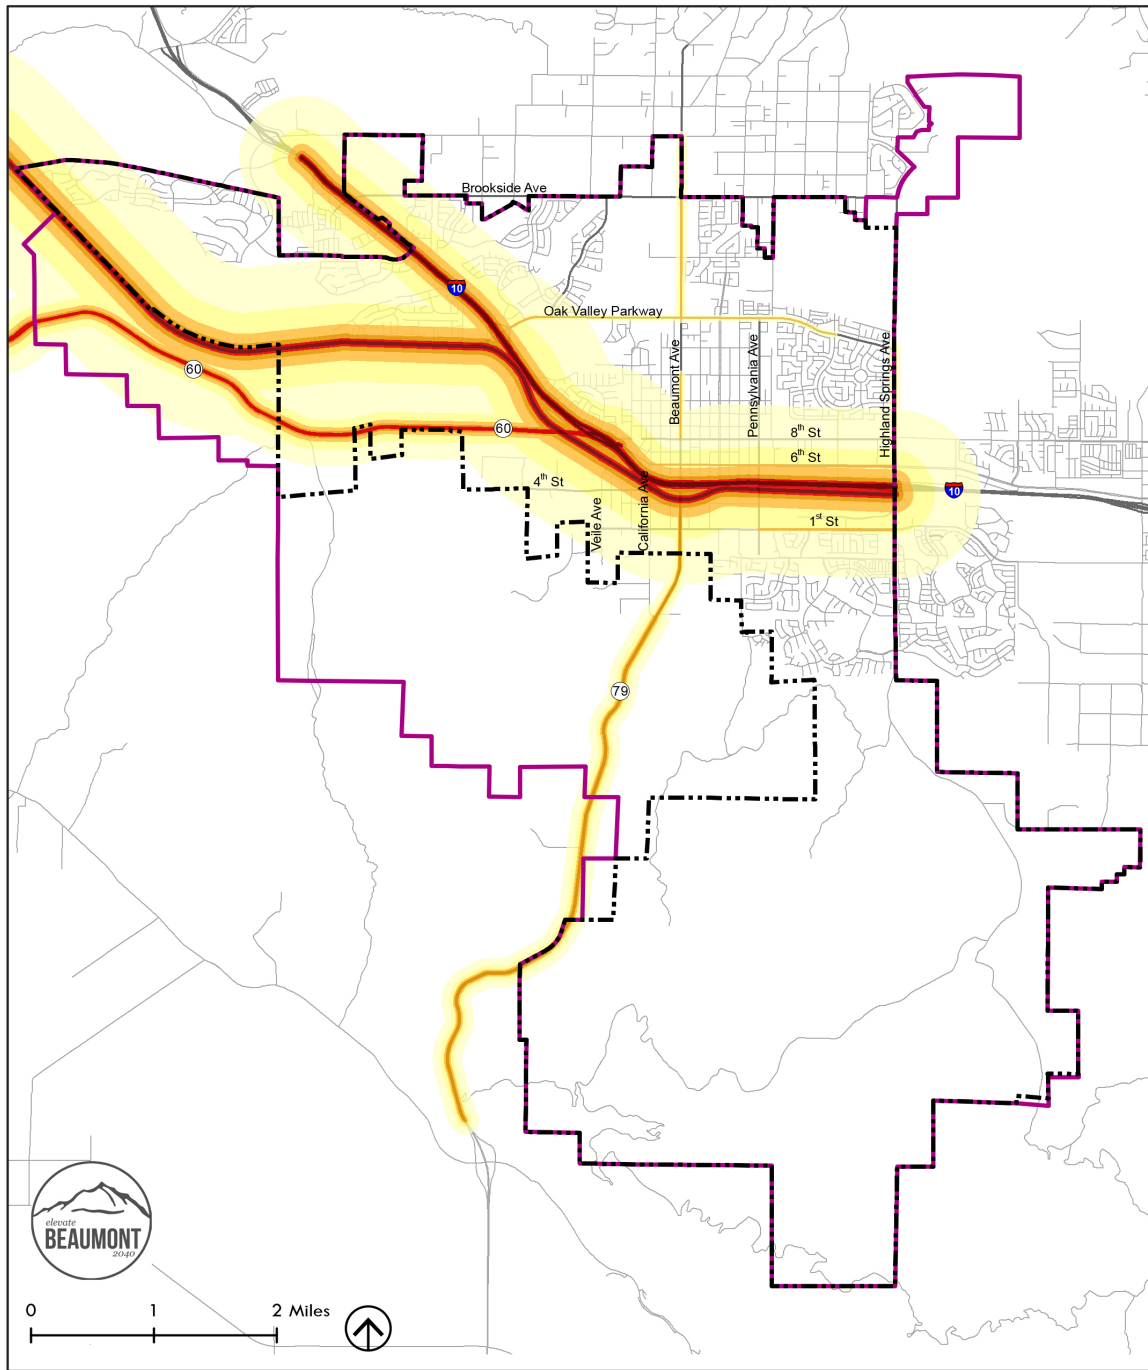 Brookside Ave
10
Oak Valley Parkway
Beaumont Ave
Pennsylvania Ave
Highland Springs Ave
60
60
8th St
6th St
4th St
10
Veile Ave
California Ave
1st St
79
elevate
BEAUMONT
2040
0 1 2 Miles